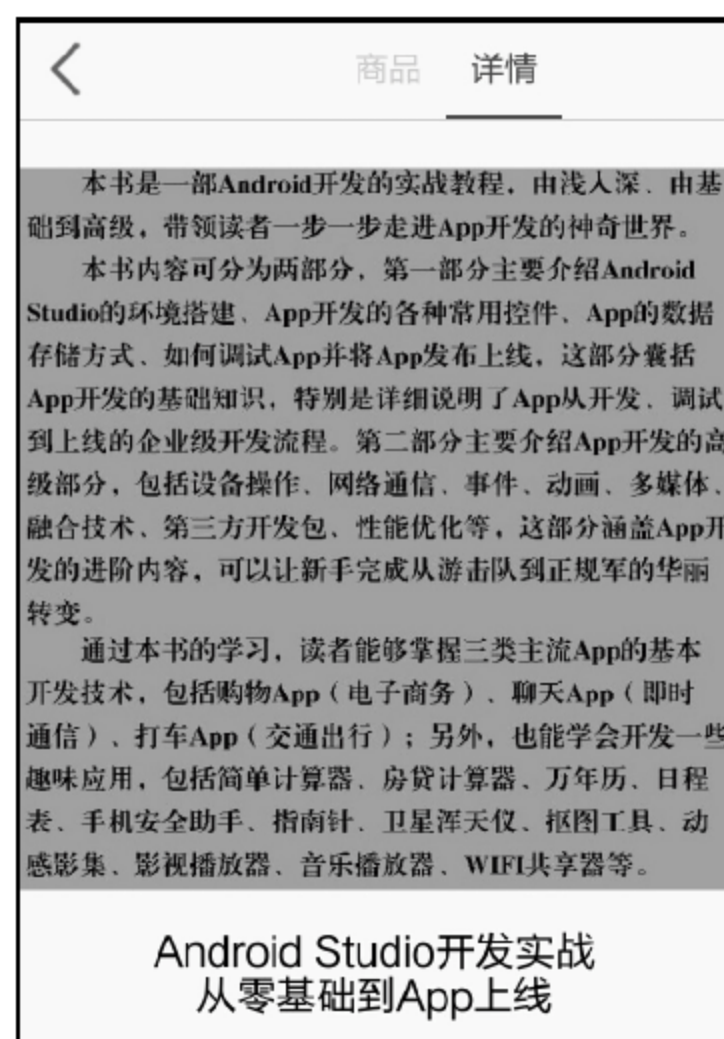 商品 详情
本书是一部Android开发的实战教程，由浅入深、由基
础到高级，带领读者一步一步走进App开发的神奇世界。
本书内容可分为两部分，第一部分主要介绍Android
Studio的环境搭建、App开发的各种常用控件、App的数据
存储方式、如何调试App并将App发布上线，这部分囊括
App开发的基础知识，特别是详细说明了App从开发、调试
到上线的企业级开发流程。第二部分主要介绍App开发的高
级部分，包括设备操作、网络通信、事件、动画、多媒体、
融合技术、第三方开发包、性能优化等，这部分涵盖App开
发的进阶内容，可以让新手完成从游击队到正规军的华丽
转变。
通过本书的学习，读者能够掌握三类主流App的基本
开发技术，包括购物App（电子商务）、聊天App（即时
通信）、打车App（交通出行）；另外，也能学会开发一些
趣味应用，包括简单计算器、房贷计算器、万年历、日程
表、手机安全助手、指南针、卫星浑天仪、抠图工具、动
感影集、影视播放器、音乐播放器、WIFI共享器等。
Android Studio开发实战
从零基础到App上线